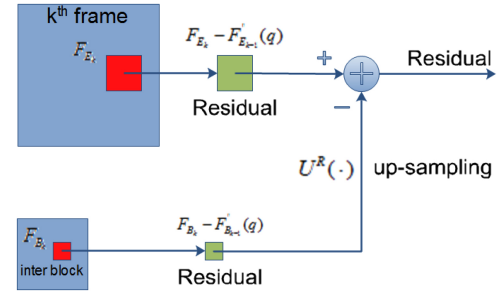 kth frame
F_{E_k}
F_{E_k} − F''_{E_{k-1}}(q)
Residual
+
−
Residual
U^R(·)
up-sampling
F_{B_k}
inter block
F_{B_k} − F''_{B_{k-1}}(q)
Residual